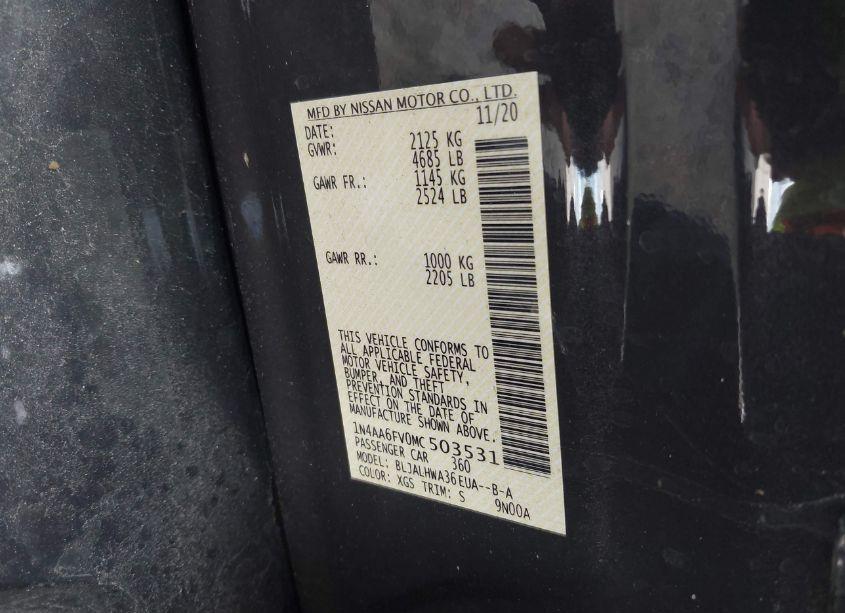 MFD BY NISSAN MOTOR CO., LTD.
DATE: 11/20
GVWR: 2125 KG
4685 LB
GAWR FR.: 1145 KG
2524 LB
GAWR RR.: 1000 KG
2205 LB
THIS VEHICLE CONFORMS TO
ALL APPLICABLE FEDERAL
MOTOR VEHICLE SAFETY,
BUMPER, AND THEFT
PREVENTION STANDARDS IN
EFFECT ON THE DATE OF
MANUFACTURE SHOWN ABOVE.
1N4AA6FV0MC503531
PASSENGER CAR 360
MODEL: BLJALHWA36EUA--B-A
COLOR: XGS TRIM: S 9N00A